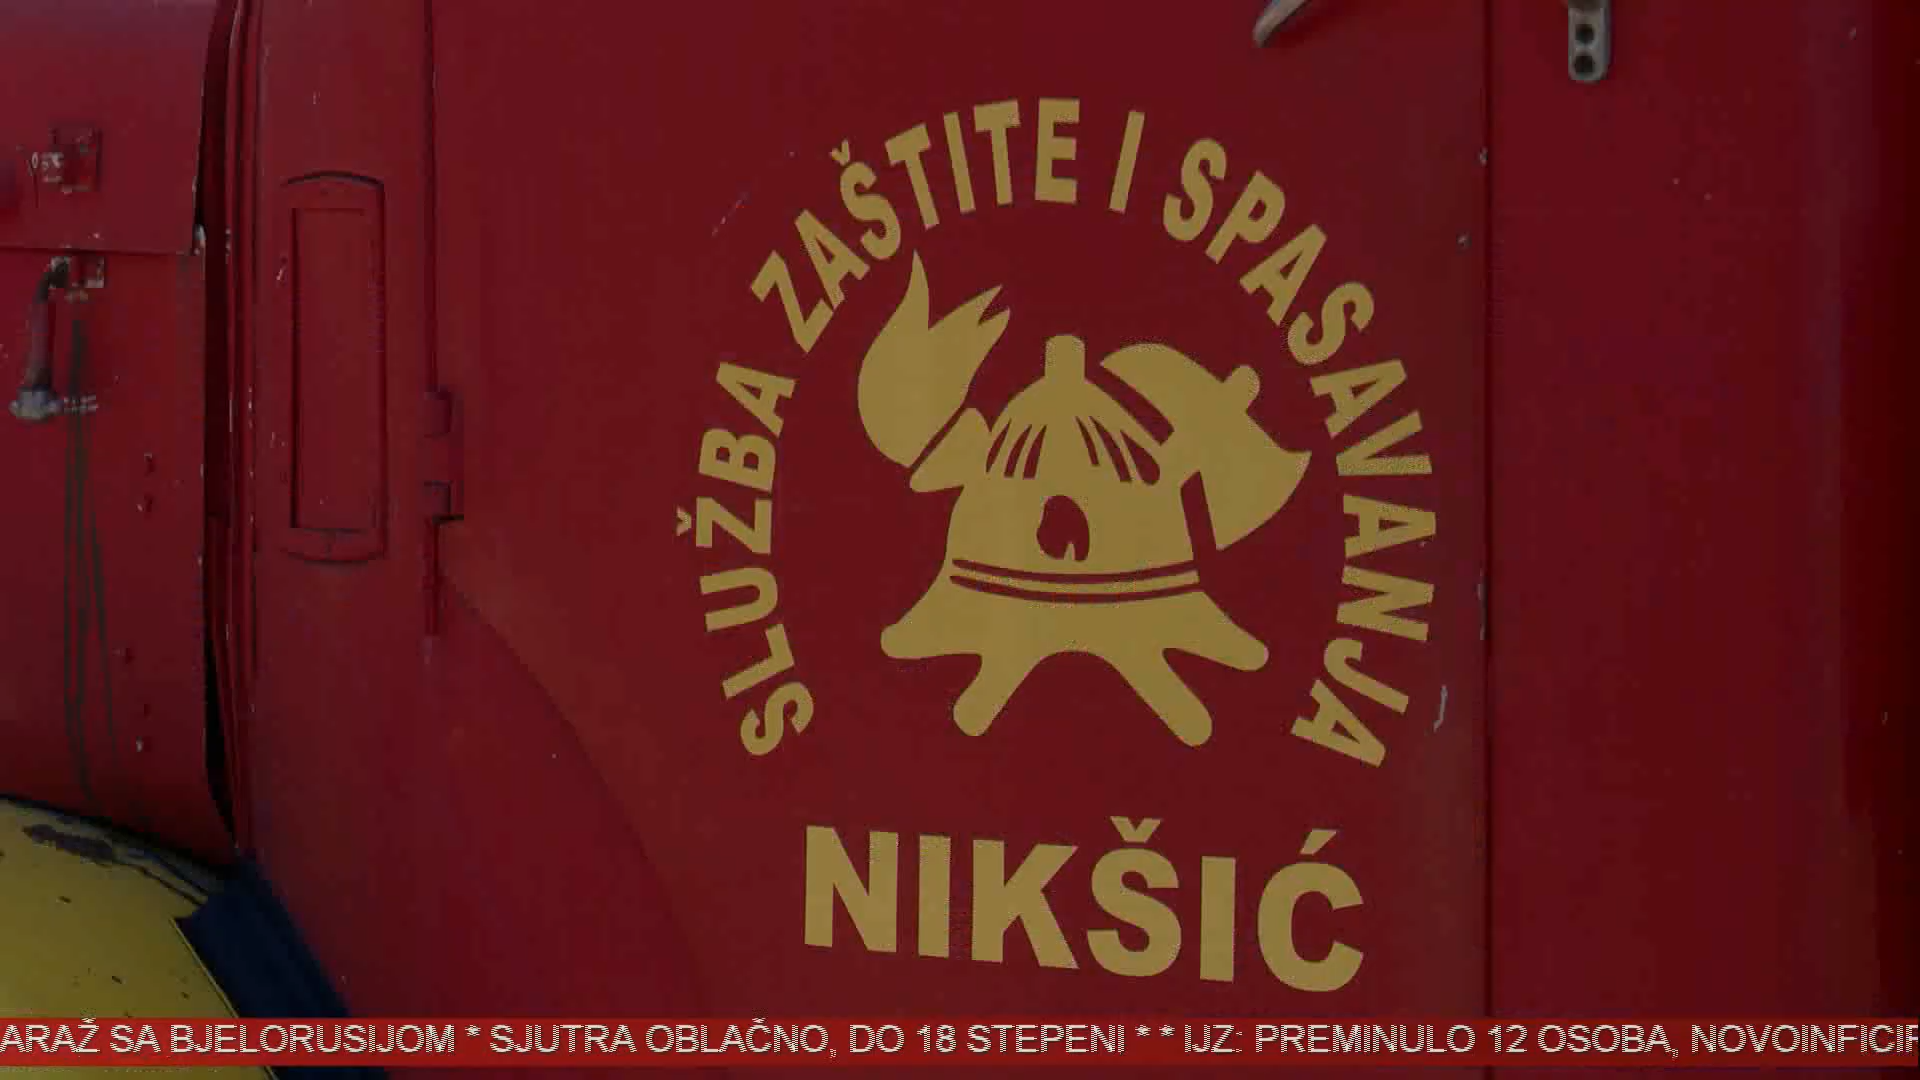 SLUŽBA ZAŠTITE I SPASAVANJA
NIKŠIĆ
ARAŽ SA BJELORUSIJOM * SJUTRA OBLAČNO, DO 18 STEPENI * * IJZ: PREMINULO 12 OSOBA, NOVOINFICIR